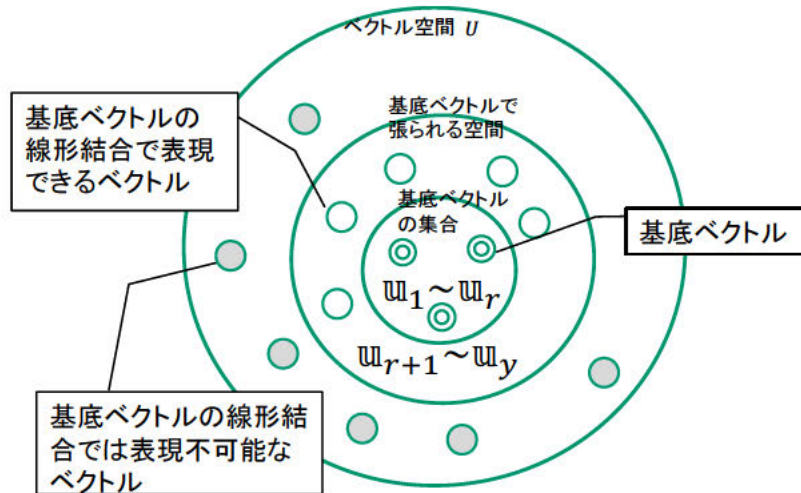 ベクトル空間 U
基底ベクトルの
線形結合で表現
できるベクトル
基底ベクトルで
張られる空間
基底ベクトル
の集合
基底ベクトル
𝕦₁~𝕦ᵣ
𝕦ᵣ₊₁~𝕦_y
基底ベクトルの線形結
合では表現不可能な
ベクトル